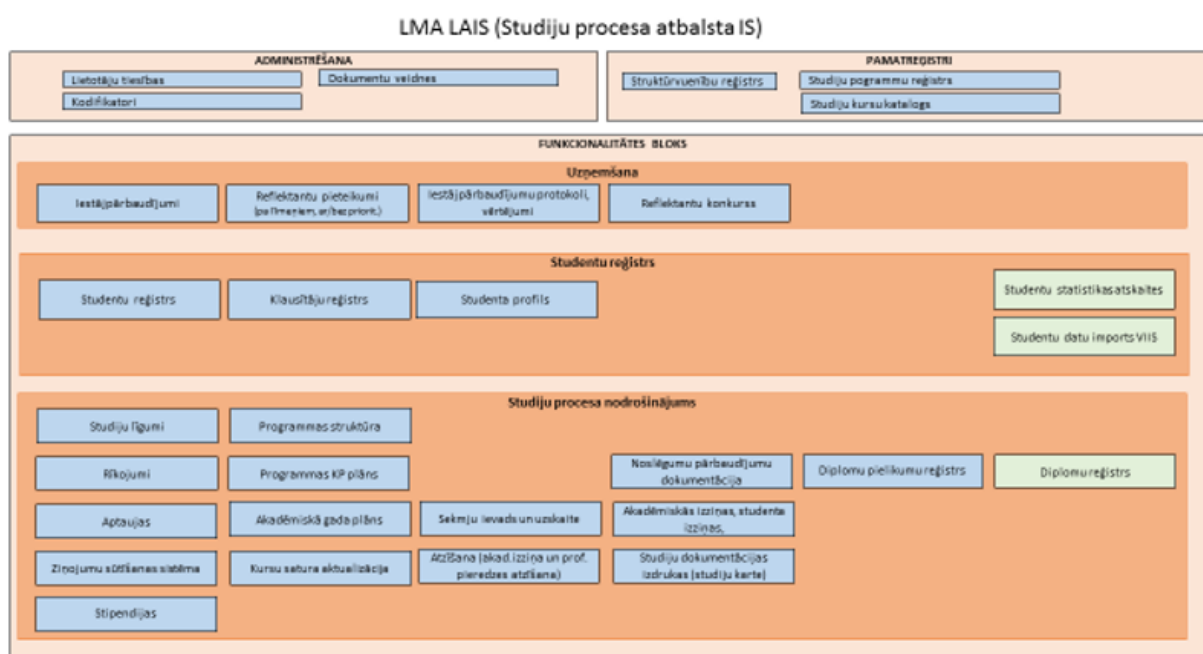 LMA LAIS (Studiju procesa atbalsta IS)
ADMINISTRĒŠANA
Lietotāju tiesības
Dokumentu veidnes
Kodifikatori
PAMATREĢISTRI
Struktūrvuenību reģistrs
Studiju pogrammu reģistrs
Studiju kursu katalogs
FUNKCIONALITĀTES BLOKS
Uzņemšana
Iestājpārbaudījumi
Reflektantu pieteikumi
(pa līmeņiem, ar/bez priorit.)
Iestājpārbaudījumu protokoli,
vērtējumi
Reflektantu konkurss
Studentu reģistrs
Studentu reģistrs
Klausītāju reģistrs
Studenta profils
Studentu statistikas atskaites
Studentu datu imports VIIS
Studiju procesa nodrošinājums
Studiju līgumi
Programmas struktūra
Rīkojumi
Programmas KP plāns
Noslēgumu pārbaudījumu
dokumentācija
Diplomu pielikumu reģistrs
Diplomu reģistrs
Aptaujas
Akadēmiskā gada plāns
Sekmju ievads un uzskaite
Akadēmiskās izziņas, studenta
izziņas,
Ziņojumu sūtīšanas sistēma
Kursu satura aktualizācija
Atzīšana (akad.izziņa un prof.
pieredzes atzīšana)
Studiju dokumentācijas
izdrukas (studiju karte)
Stipendijas